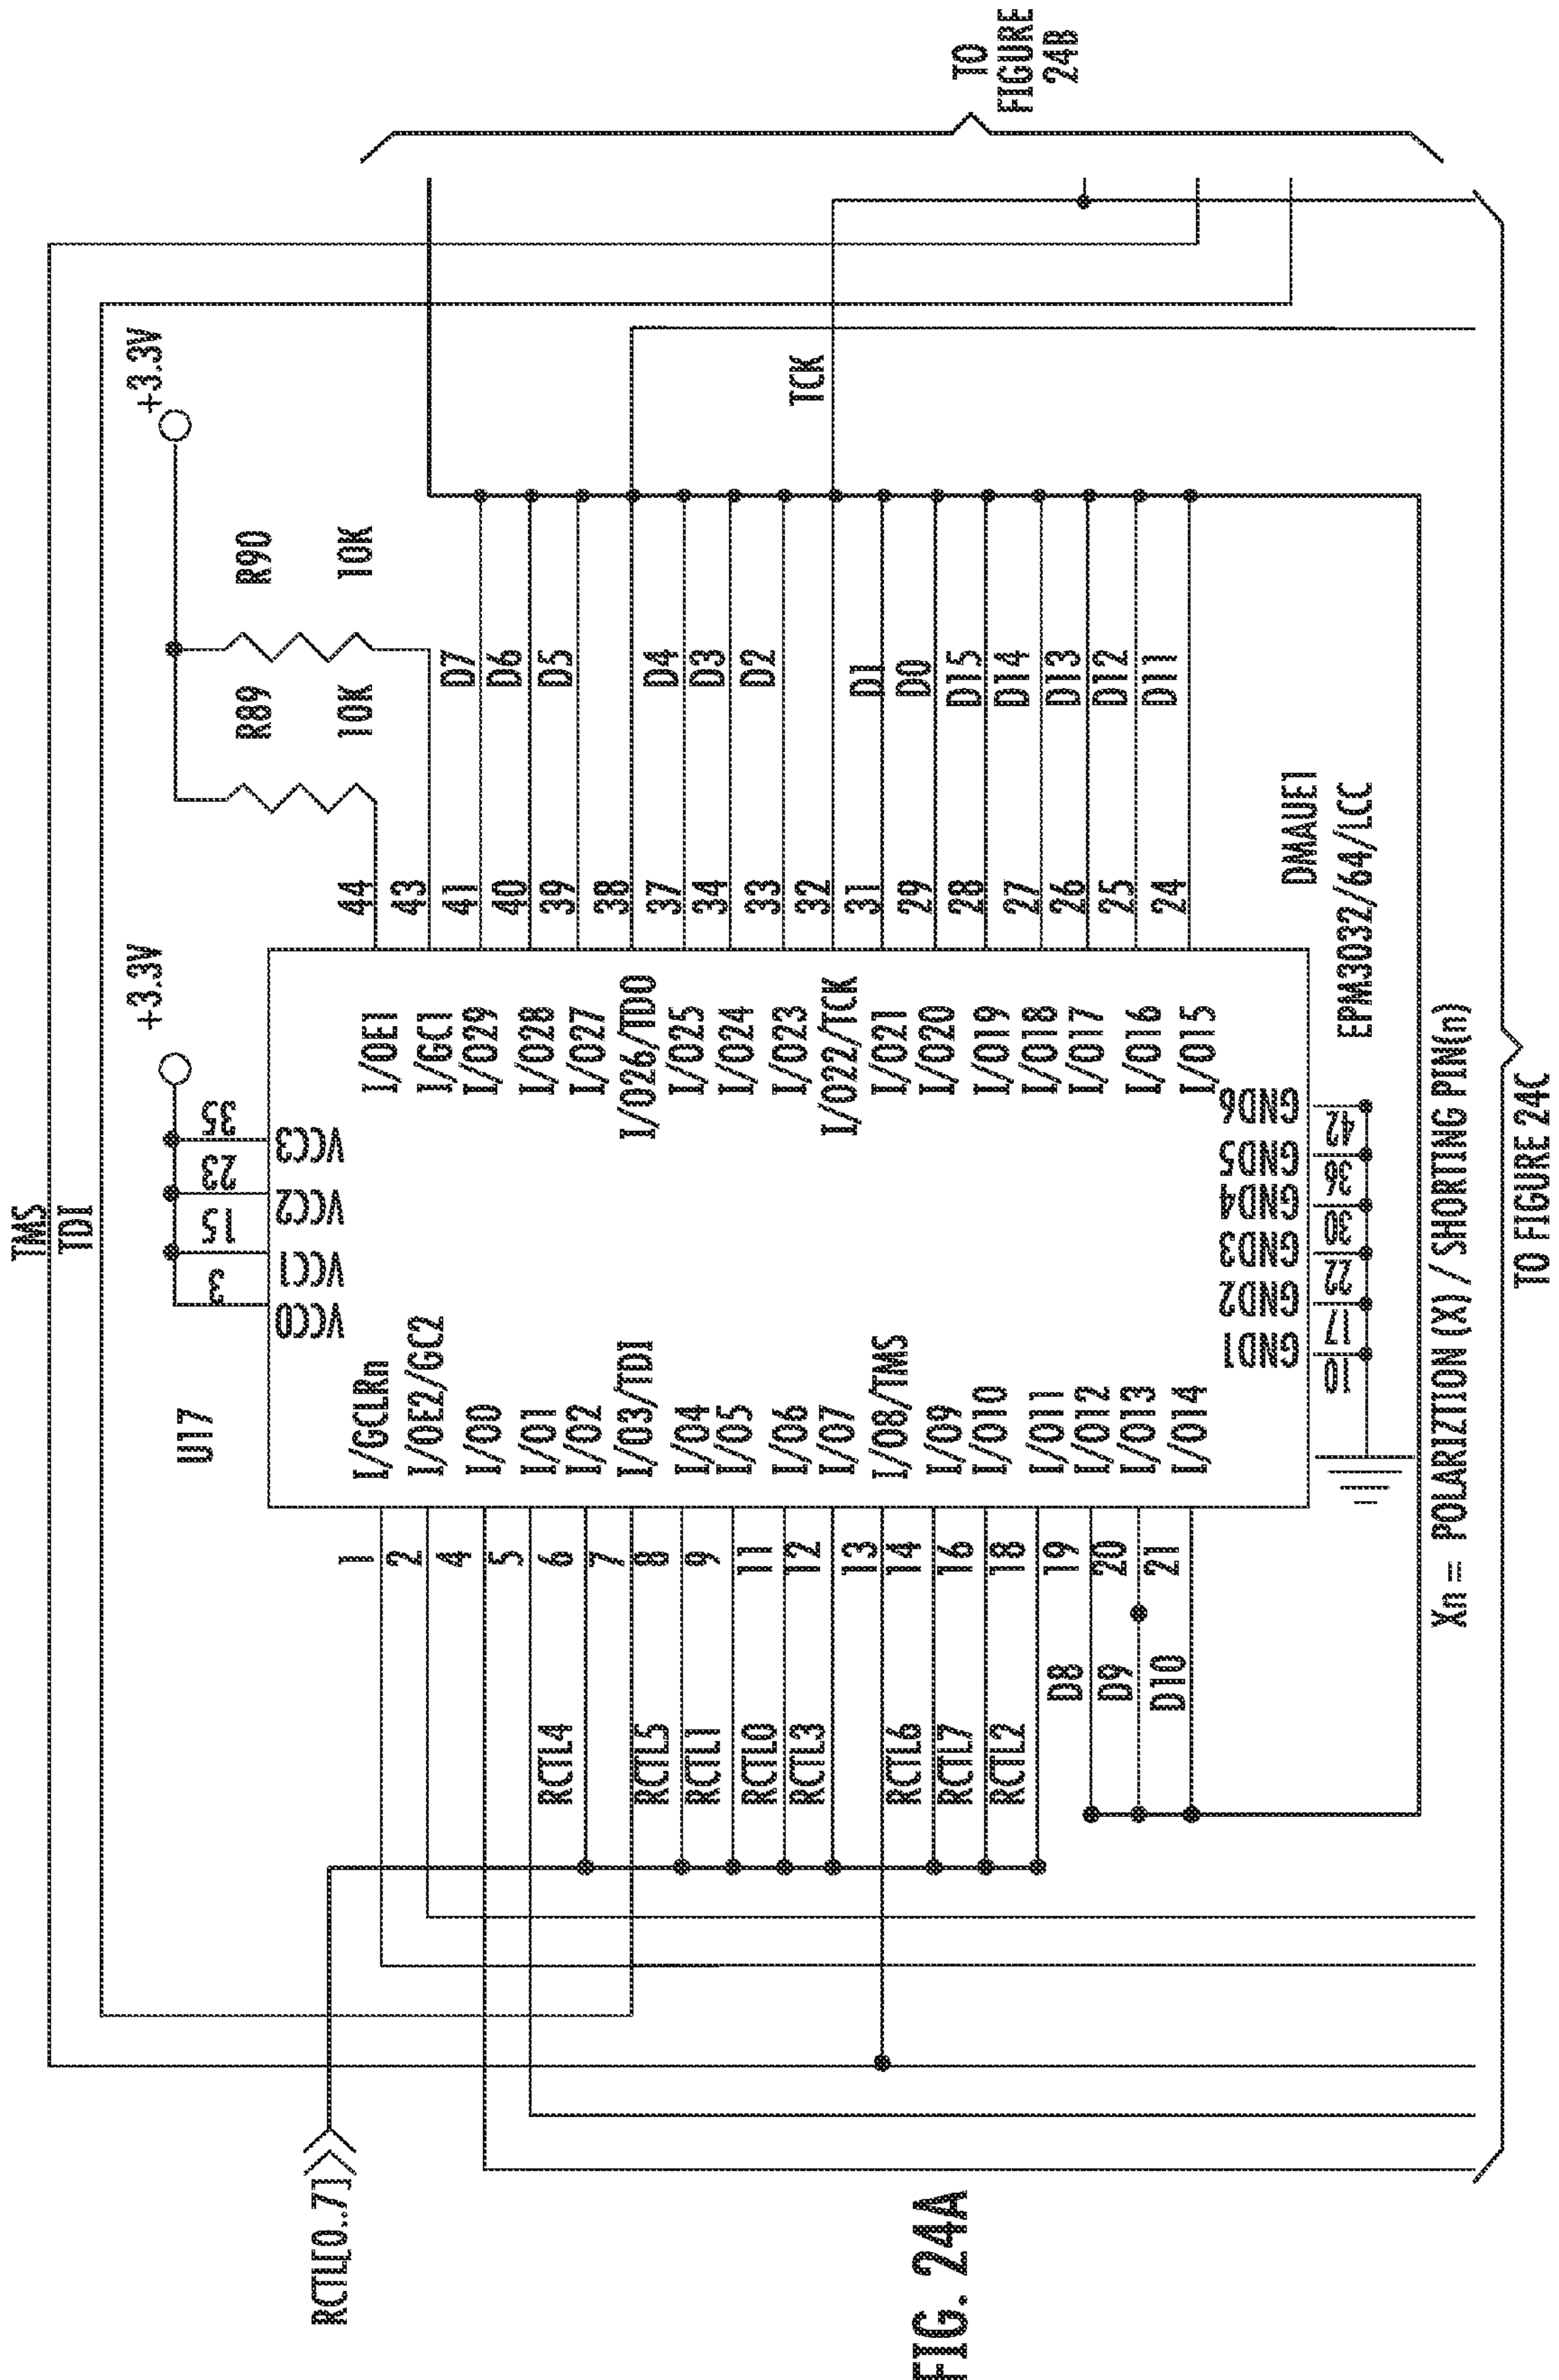 TMS
TDI
+3.3V
+3.3V
R89
10K
R90
10K
U17
3
15
23
35
VCC0
VCC1
VCC2
VCC3
1
I/GCLRn
2
I/OE2/GC2
4
I/O0
5
I/O1
RCTL4
6
I/O2
7
I/O3/TDI
RCTL5
8
I/O4
RCTL1
9
I/O5
RCTL0
11
I/O6
RCTL3
12
I/O7
13
I/O8/TMS
RCTL6
14
I/O9
RCTL7
16
I/O10
RCTL2
18
I/O11
D8
19
I/O12
D9
20
I/O13
D10
21
I/O14
I/OE1
44
I/GC1
43
I/O29
41
D7
I/O28
40
D6
I/O27
39
D5
I/O26/TDO
38
I/O25
37
D4
I/O24
34
D3
I/O23
33
D2
I/O22/TCK
32
TCK
I/O21
31
D1
I/O20
29
D0
I/O19
28
D15
I/O18
27
D14
I/O17
26
D13
I/O16
25
D12
I/O15
24
D11
GND1
GND2
GND3
GND4
GND5
GND6
10
17
22
30
36
42
DMAUE1
EPM3032/64/LCC
Xn = POLARIZTION (X) / SHORTING PIN(n)
RCTL[0..7]
TO
FIGURE
24B
TO FIGURE 24C
FIG. 24A